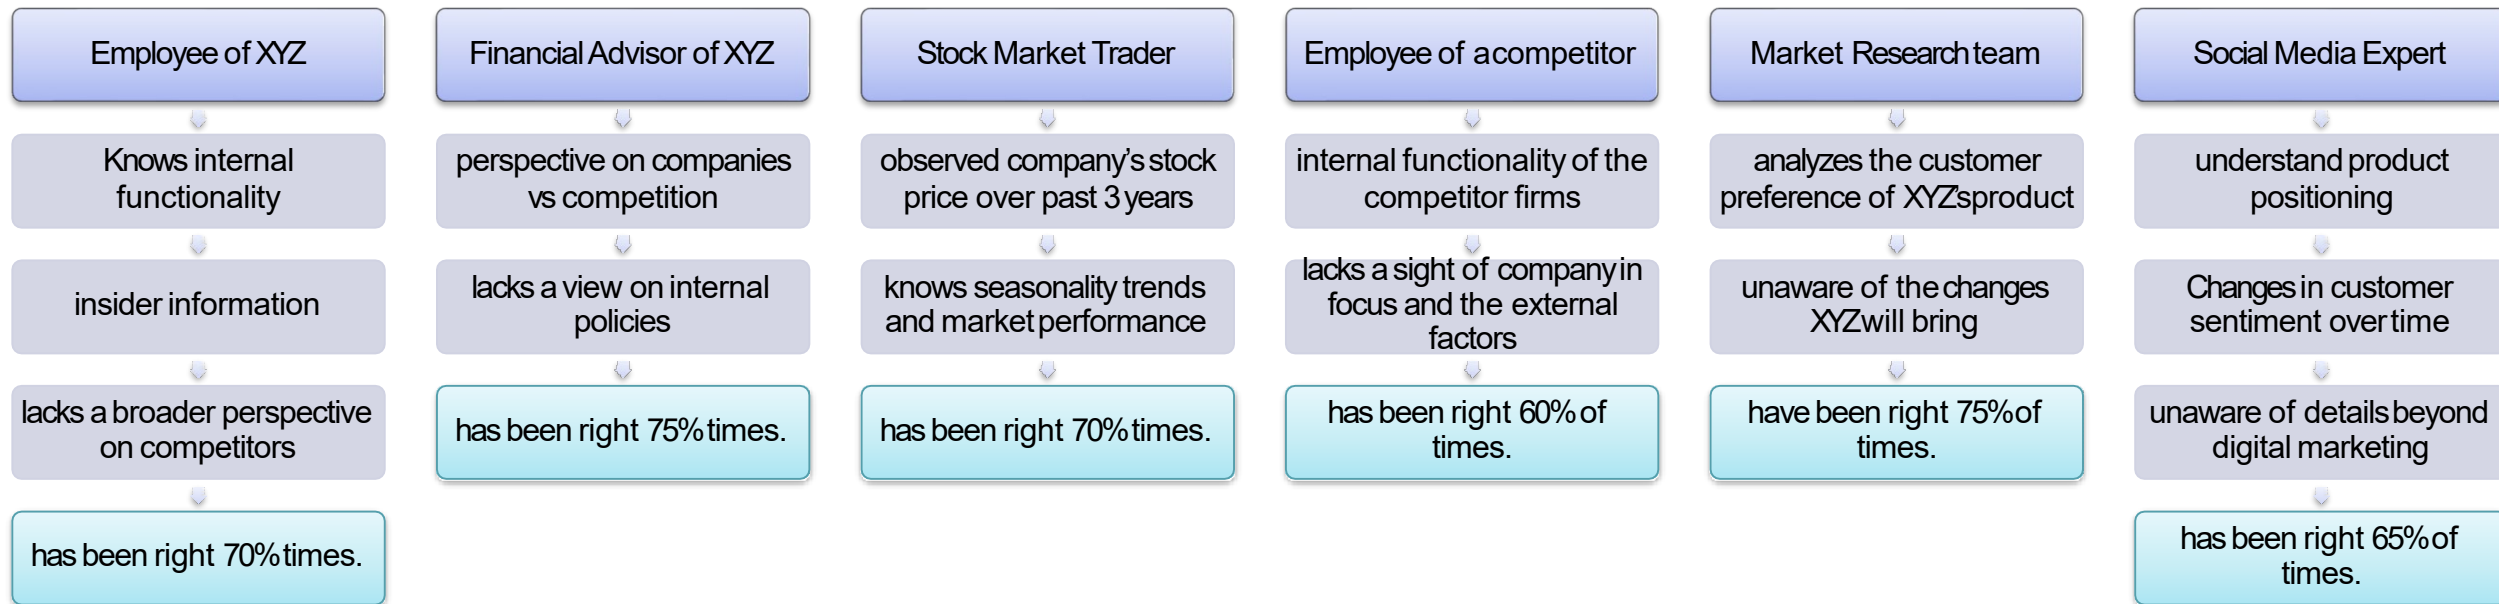 Employee of XYZ
Knows internal
functionality
insider information
lacks a broader perspective
on competitors
has been right 70% times.
Financial Advisor of XYZ
perspective on companies
vs competition
lacks a view on internal
policies
has been right 75% times.
Stock Market Trader
observed company’s stock
price over past 3 years
knows seasonality trends
and market performance
has been right 70% times.
Employee of a competitor
internal functionality of the
competitor firms
lacks a sight of company in
focus and the external
factors
has been right 60% of
times.
Market Research team
analyzes the customer
preference of XYZ’s product
unaware of the changes
XYZ will bring
have been right 75% of
times.
Social Media Expert
understand product
positioning
Changes in customer
sentiment over time
unaware of details beyond
digital marketing
has been right 65% of
times.